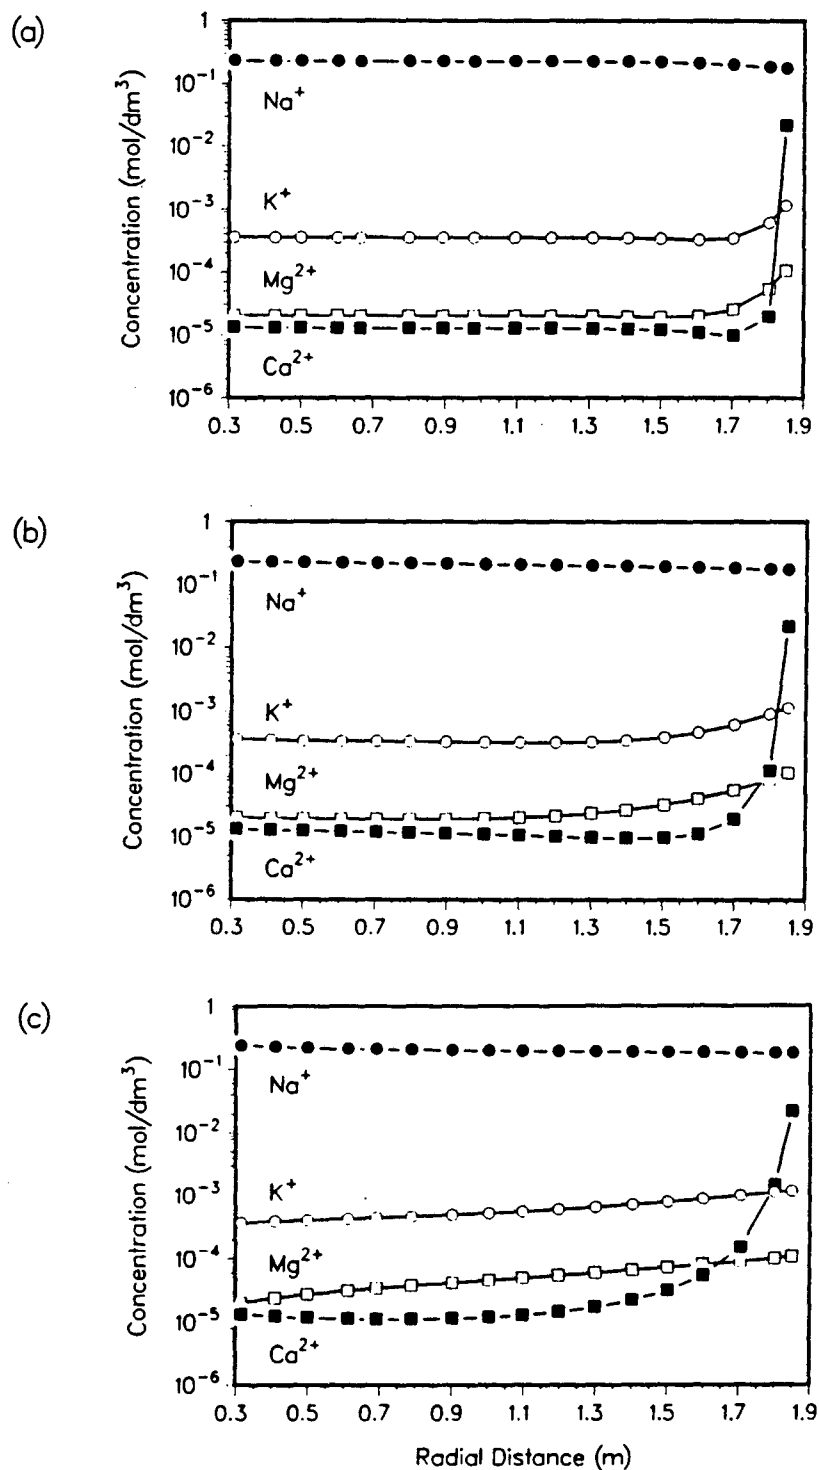 (a)
Concentration (mol/dm³)
1
10⁻¹
10⁻²
10⁻³
10⁻⁴
10⁻⁵
10⁻⁶
Na⁺
K⁺
Mg²⁺
Ca²⁺
0.3 0.5 0.7 0.9 1.1 1.3 1.5 1.7 1.9
(b)
Concentration (mol/dm³)
1
10⁻¹
10⁻²
10⁻³
10⁻⁴
10⁻⁵
10⁻⁶
Na⁺
K⁺
Mg²⁺
Ca²⁺
0.3 0.5 0.7 0.9 1.1 1.3 1.5 1.7 1.9
(c)
Concentration (mol/dm³)
1
10⁻¹
10⁻²
10⁻³
10⁻⁴
10⁻⁵
10⁻⁶
Na⁺
K⁺
Mg²⁺
Ca²⁺
0.3 0.5 0.7 0.9 1.1 1.3 1.5 1.7 1.9
Radial Distance (m)